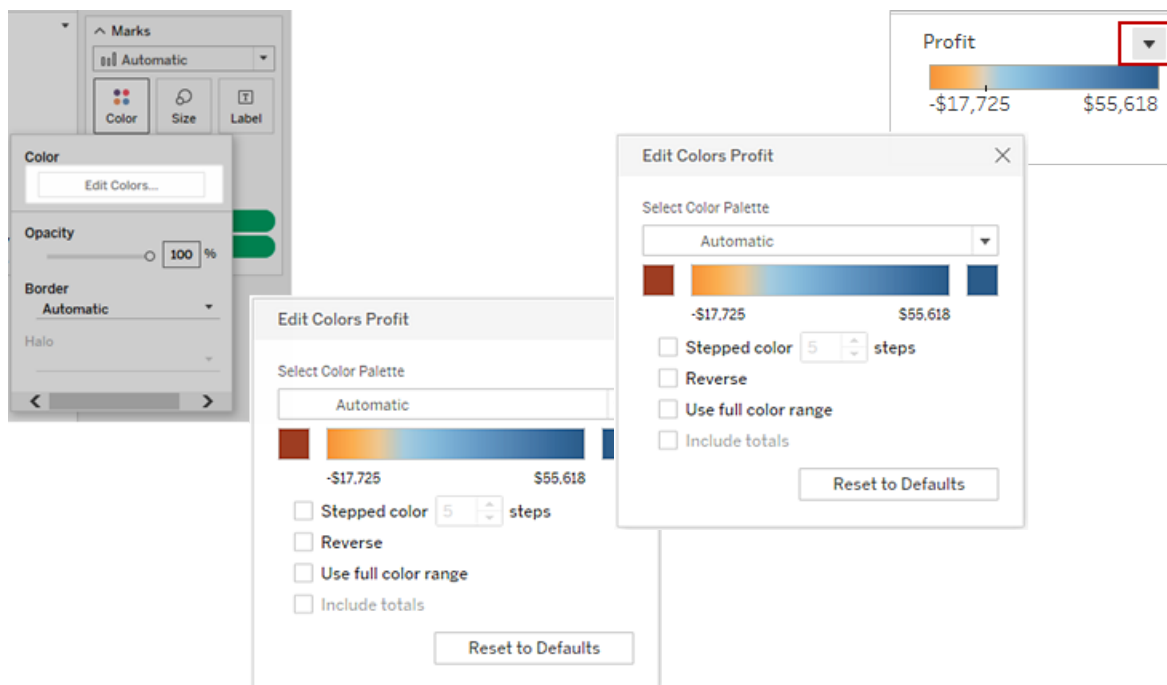 Marks
Automatic
Color Size Label
Color
Edit Colors...
Opacity
100 %
Border
Automatic
Halo
Edit Colors Profit
Select Color Palette
Automatic
-$17,725 $55,618
Stepped color 5 steps
Reverse
Use full color range
Include totals
Reset to Defaults
Profit
-$17,725 $55,618
Edit Colors Profit
Select Color Palette
Automatic
-$17,725 $55,618
Stepped color 5 steps
Reverse
Use full color range
Include totals
Reset to Defaults